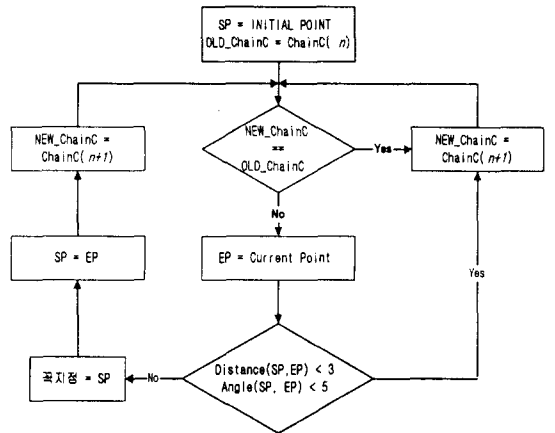 SP = INITIAL POINT
OLD_ChainC = ChainC( n)
NEW_ChainC =
ChainC( n+1)
NEW_ChainC
==
OLD_ChainC
Yes
NEW_ChainC =
ChainC( n+1)
No
SP = EP
EP = Current Point
Yes
꼭지점 = SP
No
Distance(SP,EP) < 3
Angle(SP, EP) < 5